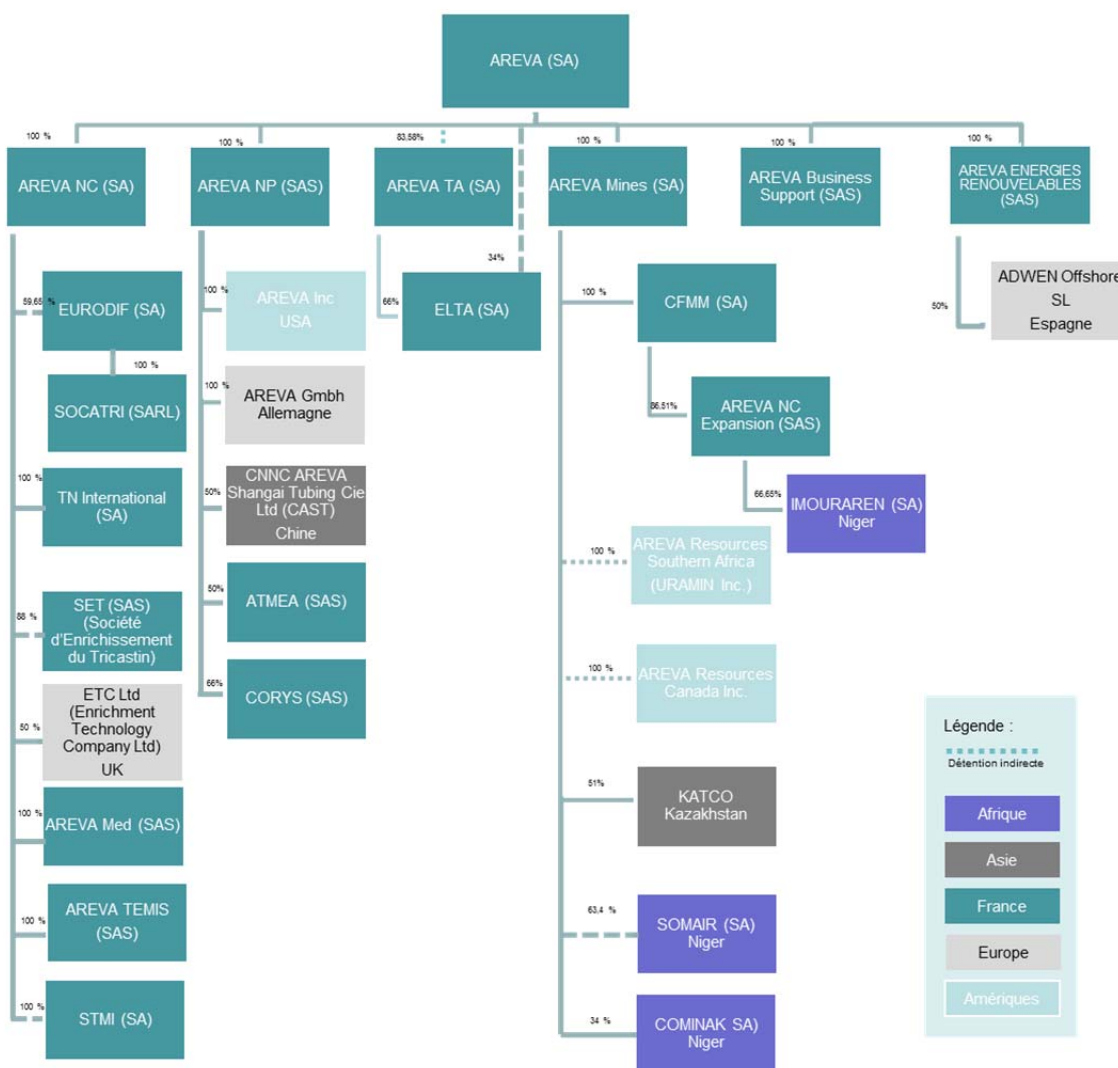 AREVA (SA)
100 %
100 %
83,58%
100 %
100 %
100 %
AREVA NC (SA)
AREVA NP (SAS)
AREVA TA (SA)
AREVA Mines (SA)
AREVA Business
Support (SAS)
AREVA ENERGIES
RENOUVELABLES
(SAS)
59,65 %
EURODIF (SA)
100 %
SOCATRI (SARL)
100 %
TN International
(SA)
88 %
SET (SAS)
(Société
d'Enrichissement
du Tricastin)
50 %
ETC Ltd
(Enrichment
Technology
Company Ltd)
UK
100 %
AREVA Med (SAS)
100 %
AREVA TEMIS
(SAS)
100 %
STMI (SA)
100 %
AREVA Inc
USA
100 %
AREVA Gmbh
Allemagne
50%
CNNC AREVA
Shangai Tubing Cie
Ltd (CAST)
Chine
50%
ATMEA (SAS)
66%
CORYS (SAS)
66%
34%
ELTA (SA)
100 %
CFMM (SA)
86,51%
AREVA NC
Expansion (SAS)
66,65%
IMOURAREN (SA)
Niger
100 %
AREVA Resources
Southern Africa
(URAMIN Inc.)
100 %
AREVA Resources
Canada Inc.
51%
KATCO
Kazakhstan
63,4 %
SOMAIR (SA)
Niger
34 %
COMINAK SA)
Niger
50%
ADWEN Offshore
SL
Espagne
Légende :
Détention indirecte
Afrique
Asie
France
Europe
Amériques